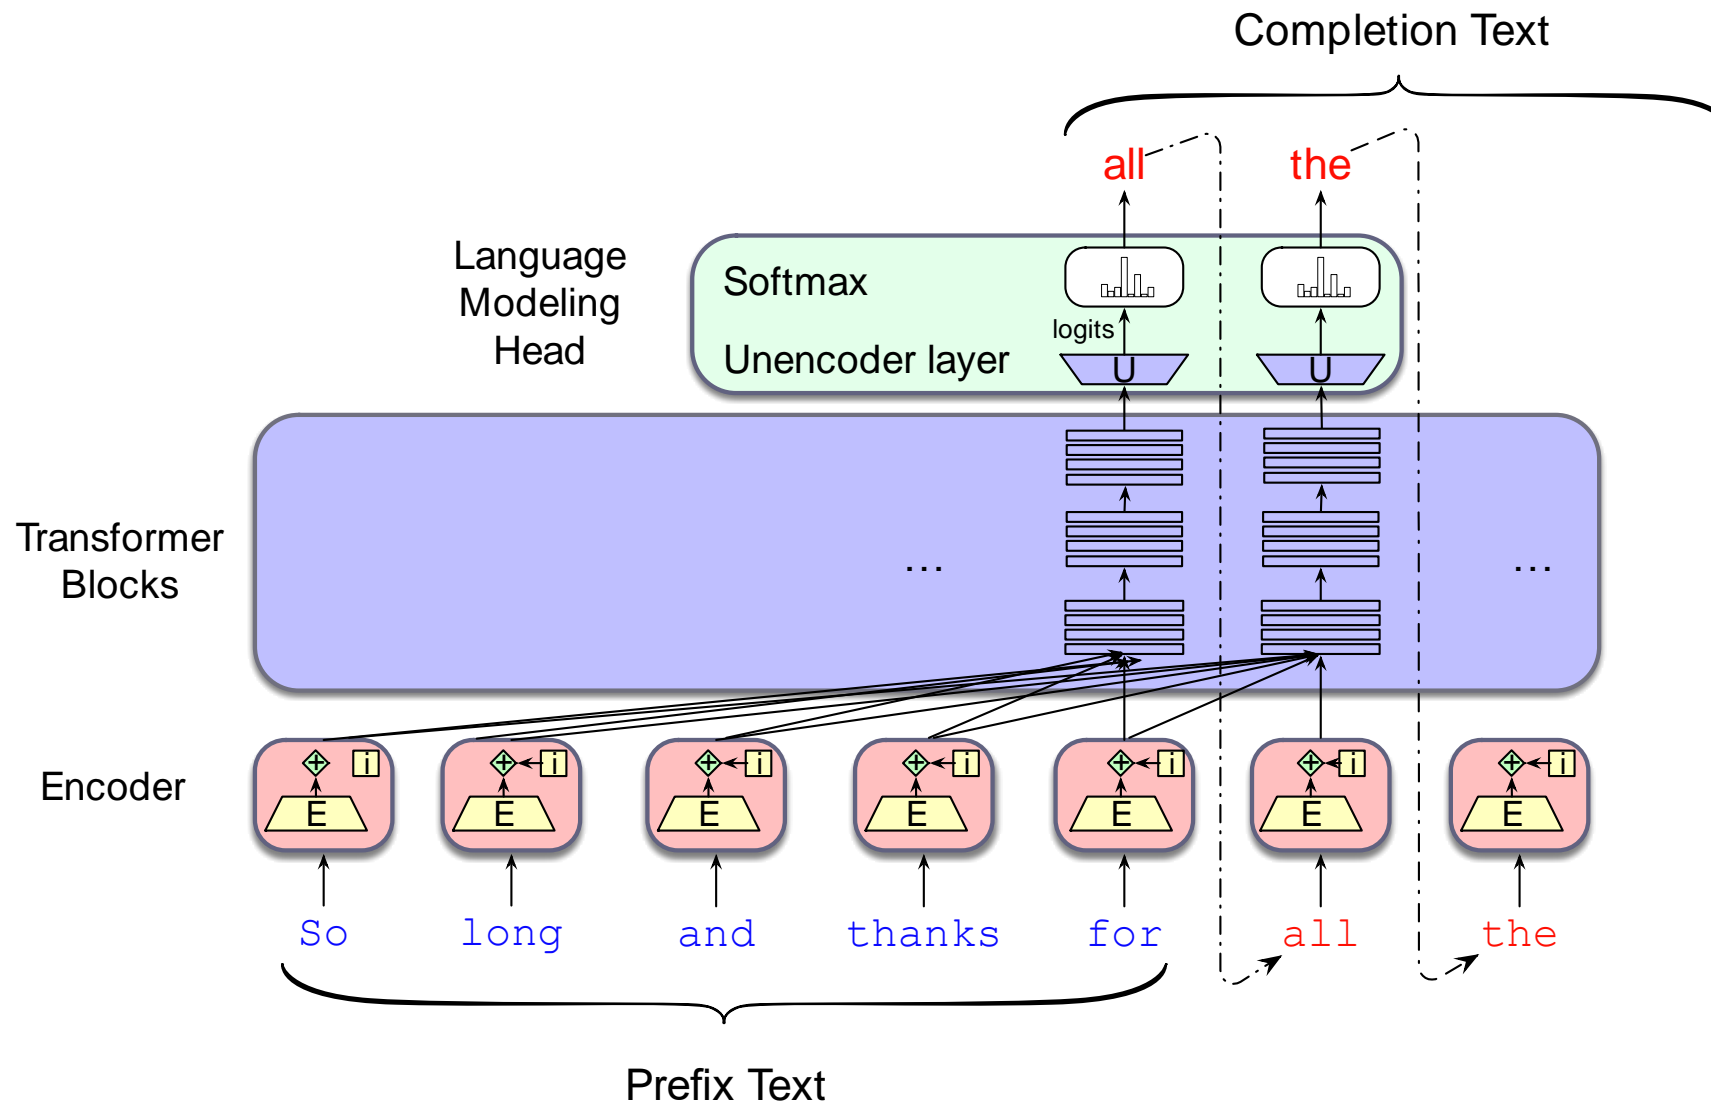 Completion Text
all the
Language
Modeling
Head
Softmax
logits
Unencoder layer
U U
Transformer
Blocks
... ...
Encoder
+ i + i + i + i + i + i + i
E E E E E E E
So long and thanks for all the
Prefix Text